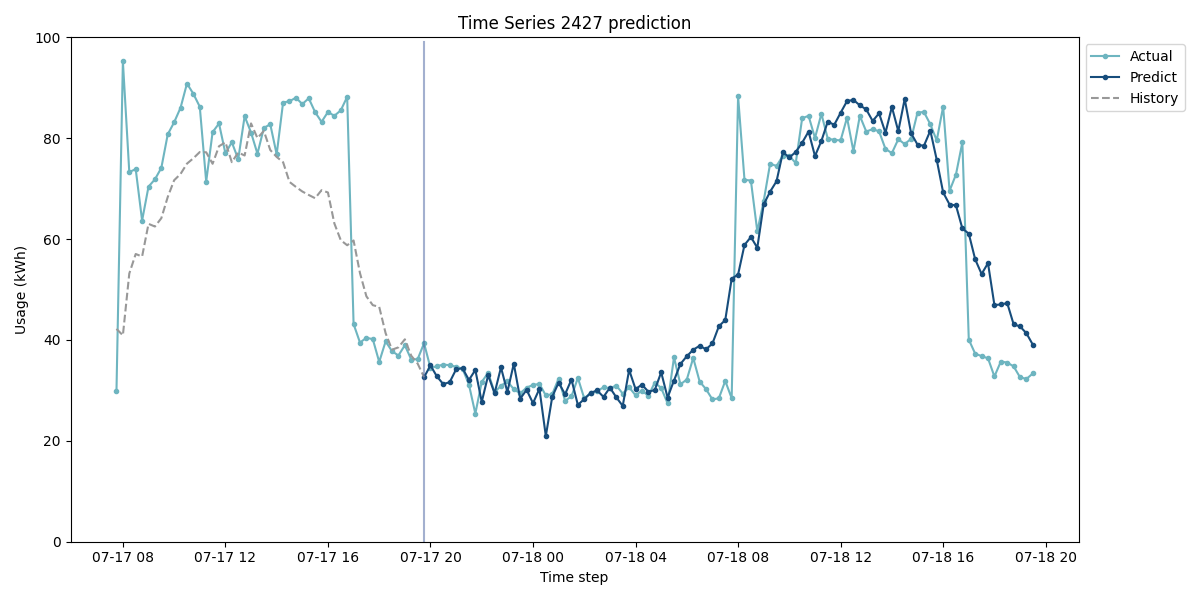 Time Series 2427 prediction
Usage (kWh)
100
80
60
40
20
0
07-17 08
07-17 12
07-17 16
07-17 20
07-18 00
07-18 04
07-18 08
07-18 12
07-18 16
07-18 20
Time step
Actual
Predict
History